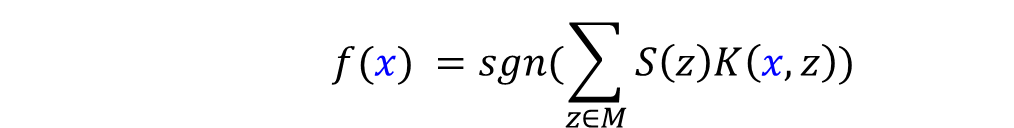 f(x) = sgn(∑ S(z)K(x, z))
z∈M